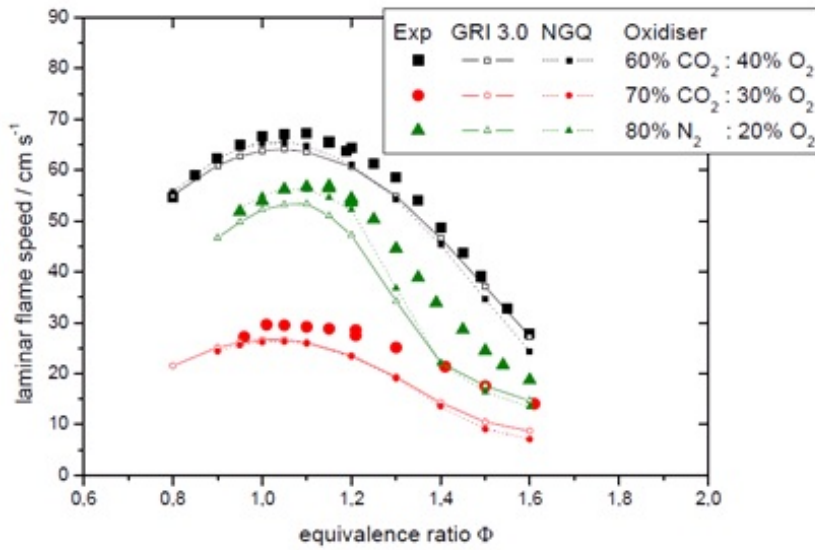 90
80
70
60
50
40
30
20
10
0
laminar flame speed / cm s⁻¹
Exp GRI 3.0 NGQ Oxidiser
60% CO₂ : 40% O₂
70% CO₂ : 30% O₂
80% N₂ : 20% O₂
0,6 0,8 1,0 1,2 1,4 1,6 1,8 2,0
equivalence ratio Φ